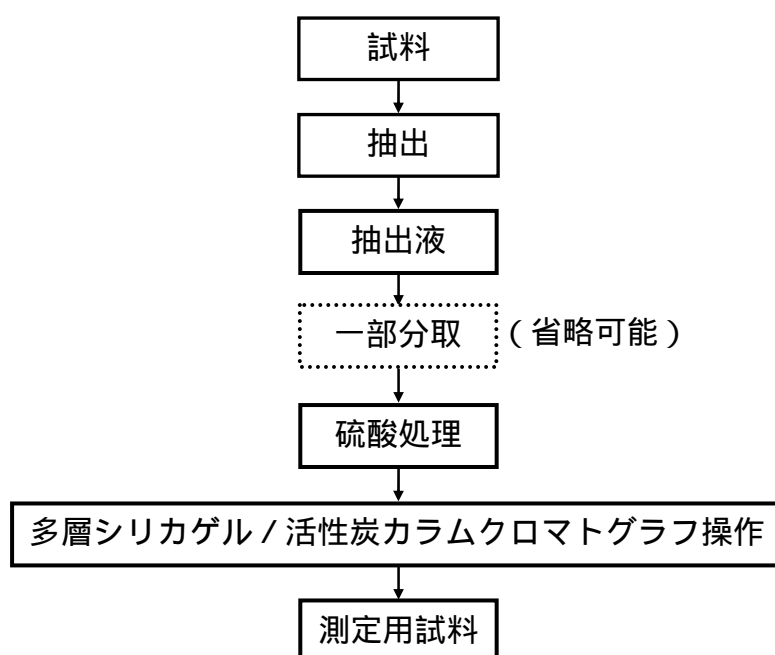 試料
抽出
抽出液
一部分取 （省略可能）
硫酸処理
多層シリカゲル / 活性炭カラムクロマトグラフ操作
測定用試料